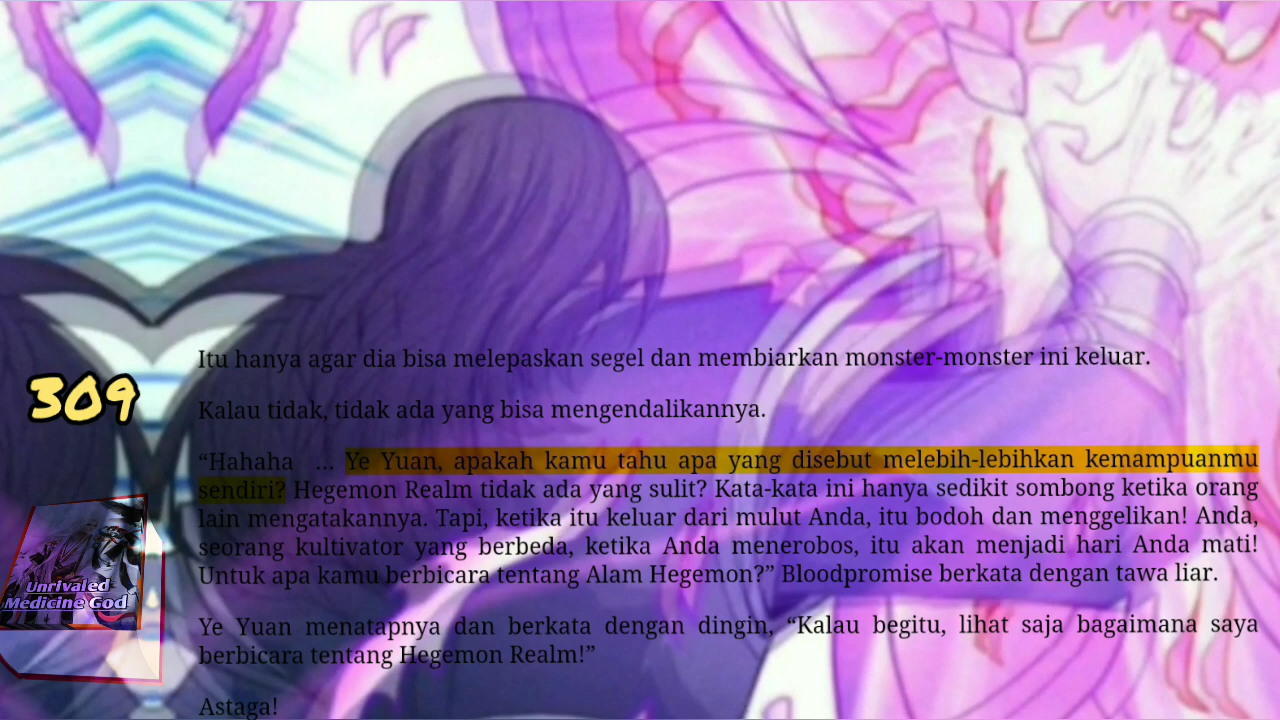 Itu hanya agar dia bisa melepaskan segel dan membiarkan monster-monster ini keluar.
309
Kalau tidak, tidak ada yang bisa mengendalikannya.
“Hahaha ... Ye Yuan, apakah kamu tahu apa yang disebut melebih-lebihkan kemampuanmu
sendiri? Hegemon Realm tidak ada yang sulit? Kata-kata ini hanya sedikit sombong ketika orang
lain mengatakannya. Tapi, ketika itu keluar dari mulut Anda, itu bodoh dan menggelikan! Anda,
seorang kultivator yang berbeda, ketika Anda menerobos, itu akan menjadi hari Anda mati!
Untuk apa kamu berbicara tentang Alam Hegemon?” Bloodpromise berkata dengan tawa liar.
Unrivaled
Medicine God
Ye Yuan menatapnya dan berkata dengan dingin, “Kalau begitu, lihat saja bagaimana saya
berbicara tentang Hegemon Realm!”
Astaga!